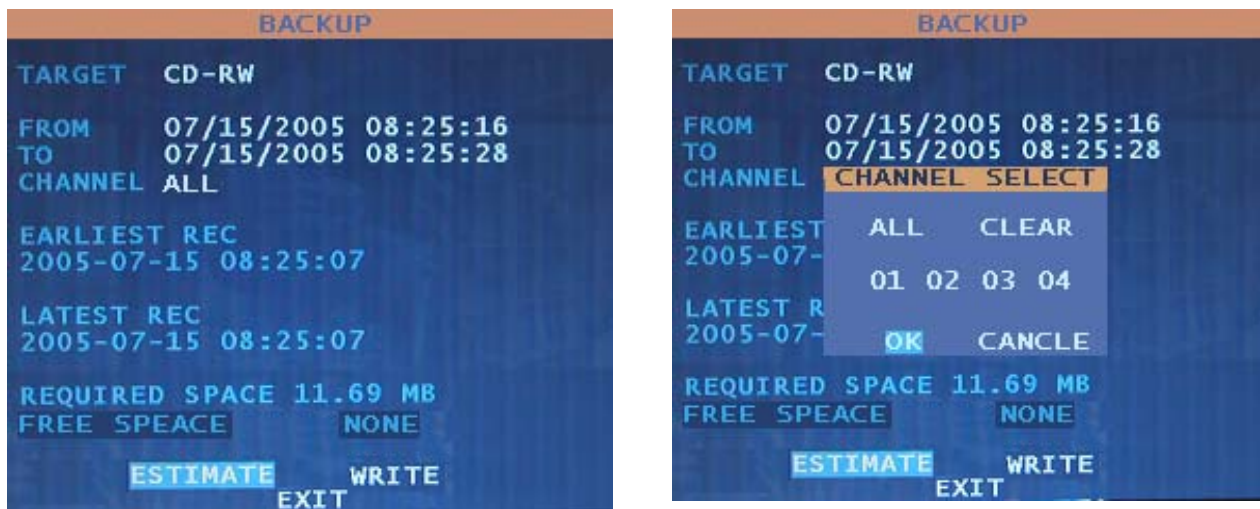 BACKUP
TARGET CD-RW
FROM 07/15/2005 08:25:16
TO 07/15/2005 08:25:28
CHANNEL ALL
EARLIEST REC
2005-07-15 08:25:07
LATEST REC
2005-07-15 08:25:07
REQUIRED SPACE 11.69 MB
FREE SPEACE NONE
ESTIMATE WRITE
EXIT
BACKUP
TARGET CD-RW
FROM 07/15/2005 08:25:16
TO 07/15/2005 08:25:28
CHANNEL CHANNEL SELECT
EARLIEST ALL CLEAR
2005-07-
01 02 03 04
LATEST R
2005-07- OK CANCLE
REQUIRED SPACE 11.69 MB
FREE SPEACE NONE
ESTIMATE WRITE
EXIT